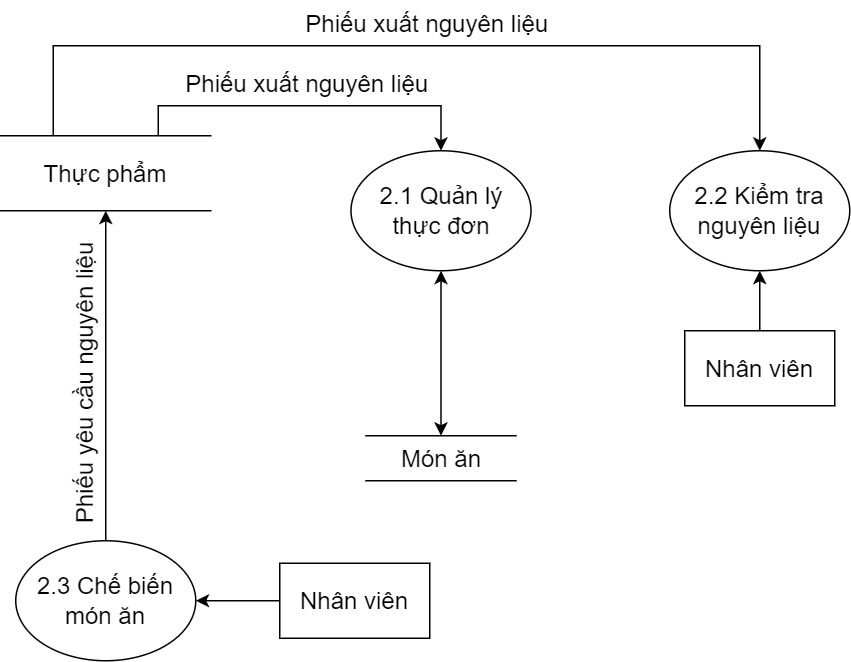 Phiếu xuất nguyên liệu
Phiếu xuất nguyên liệu
Thực phẩm
2.1 Quản lý
thực đơn
2.2 Kiểm tra
nguyên liệu
Phiếu yêu cầu nguyên liệu
Nhân viên
Món ăn
2.3 Chế biến
món ăn
Nhân viên